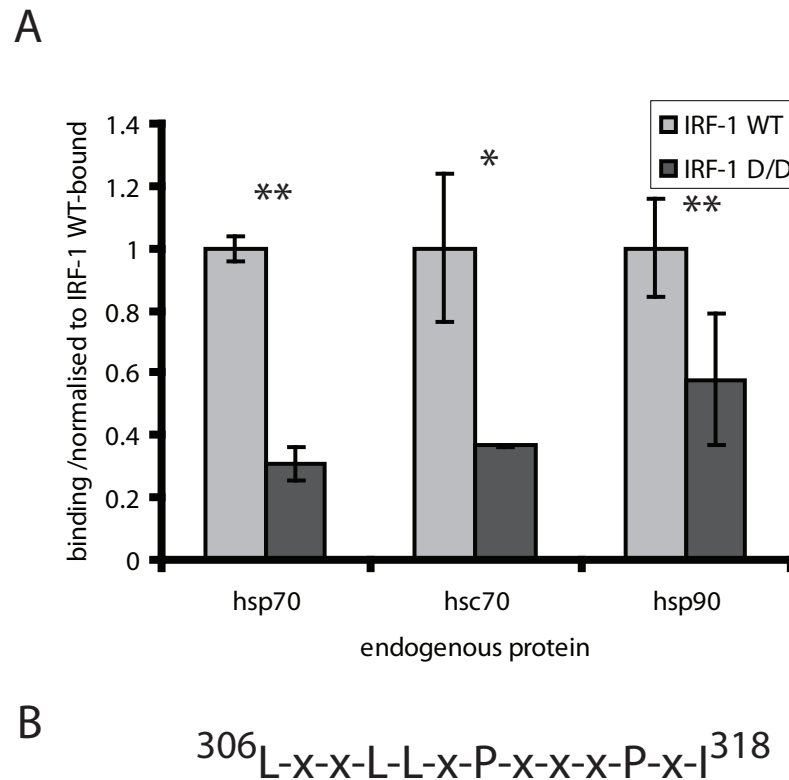 A
binding /normalised to IRF-1 WT-bound
1.4
1.2
1
0.8
0.6
0.4
0.2
0
** * **
IRF-1 WT
IRF-1 D/D
hsp70 hsc70 hsp90
endogenous protein
B
306L-x-x-L-L-x-P-x-x-x-P-x-I318